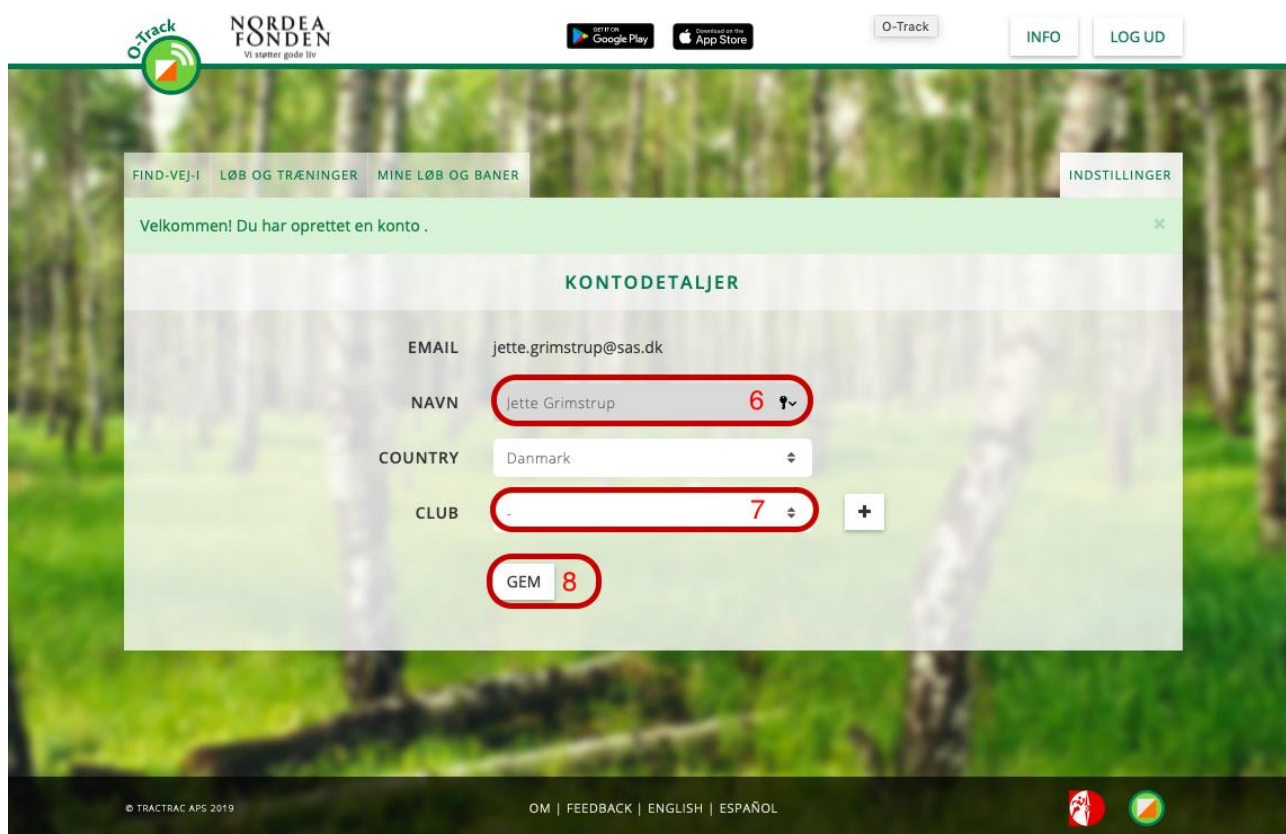 O-Track
NORDEA
FONDEN
Vi støtter gode liv
GET IT ON
Google Play
Download on the
App Store
O-Track
INFO
LOG UD
FIND-VEJ-I LØB OG TRÆNINGER MINE LØB OG BANER
INDSTILLINGER
Velkommen! Du har oprettet en konto .
×
KONTODETALJER
EMAIL jette.grimstrup@sas.dk
NAVN Jette Grimstrup 6
COUNTRY Danmark
CLUB - 7 +
GEM 8
© TRACTRAC APS 2019
OM | FEEDBACK | ENGLISH | ESPAÑOL